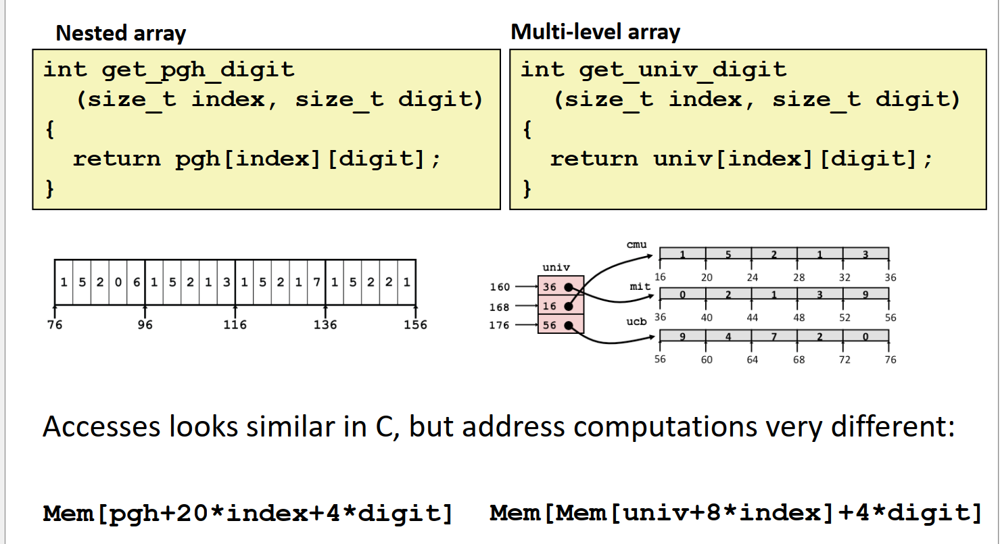 Nested array
int get_pgh_digit
(size_t index, size_t digit)
{
return pgh[index][digit];
}
Multi-level array
int get_univ_digit
(size_t index, size_t digit)
{
return univ[index][digit];
}
1 5 2 0 6 1 5 2 1 3 1 5 2 1 7 1 5 2 2 1
76 96 116 136 156
univ
160 36
168 16
176 56
cmu
1 5 2 1 3
16 20 24 28 32 36
mit
0 2 1 3 9
36 40 44 48 52 56
ucb
9 4 7 2 0
56 60 64 68 72 76
Accesses looks similar in C, but address computations very different:
Mem[pgh+20*index+4*digit]
Mem[Mem[univ+8*index]+4*digit]